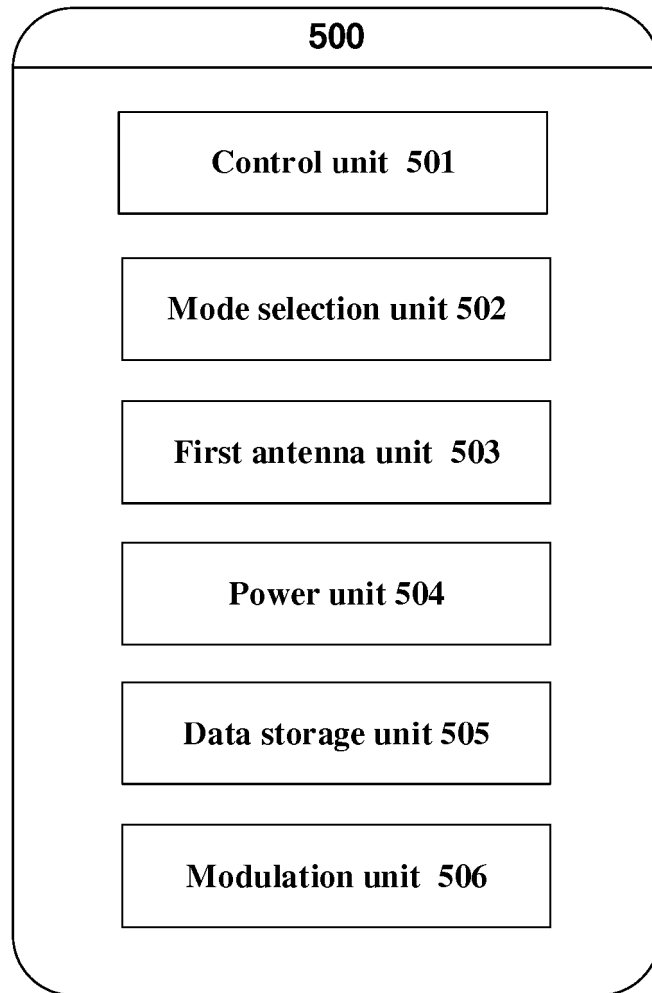 500
Control unit 501
Mode selection unit 502
First antenna unit 503
Power unit 504
Data storage unit 505
Modulation unit 506